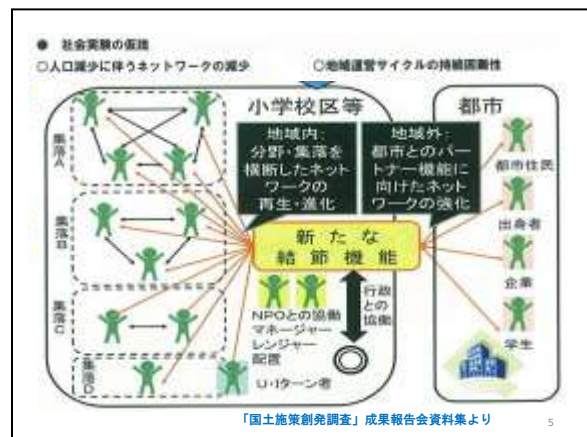 ● 社会実験の仮説
○人口減少に伴うネットワークの減少
○地域運営サイクルの持続困難性
小学校区等
都市
集落A
集落B
集落C
集落D
地域内:
分野・集落を
横断したネット
ワークの
再生・進化
地域外:
都市とのパー
トナー機能に
向けたネット
ワークの強化
新たな
結節機能
NPOとの協働
マネージャー
レンジャー
配置
行政
との
協働
U・Iターン者
都市住民
出身者
企業
学生
「国土施策創発調査」成果報告会資料集より
5